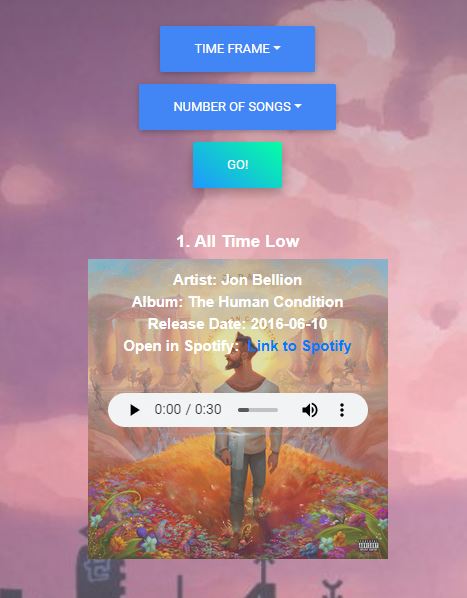 TIME FRAME
NUMBER OF SONGS
GO!
1. All Time Low
Artist: Jon Bellion
Album: The Human Condition
Release Date: 2016-06-10
Open in Spotify: Link to Spotify
0:00 / 0:30